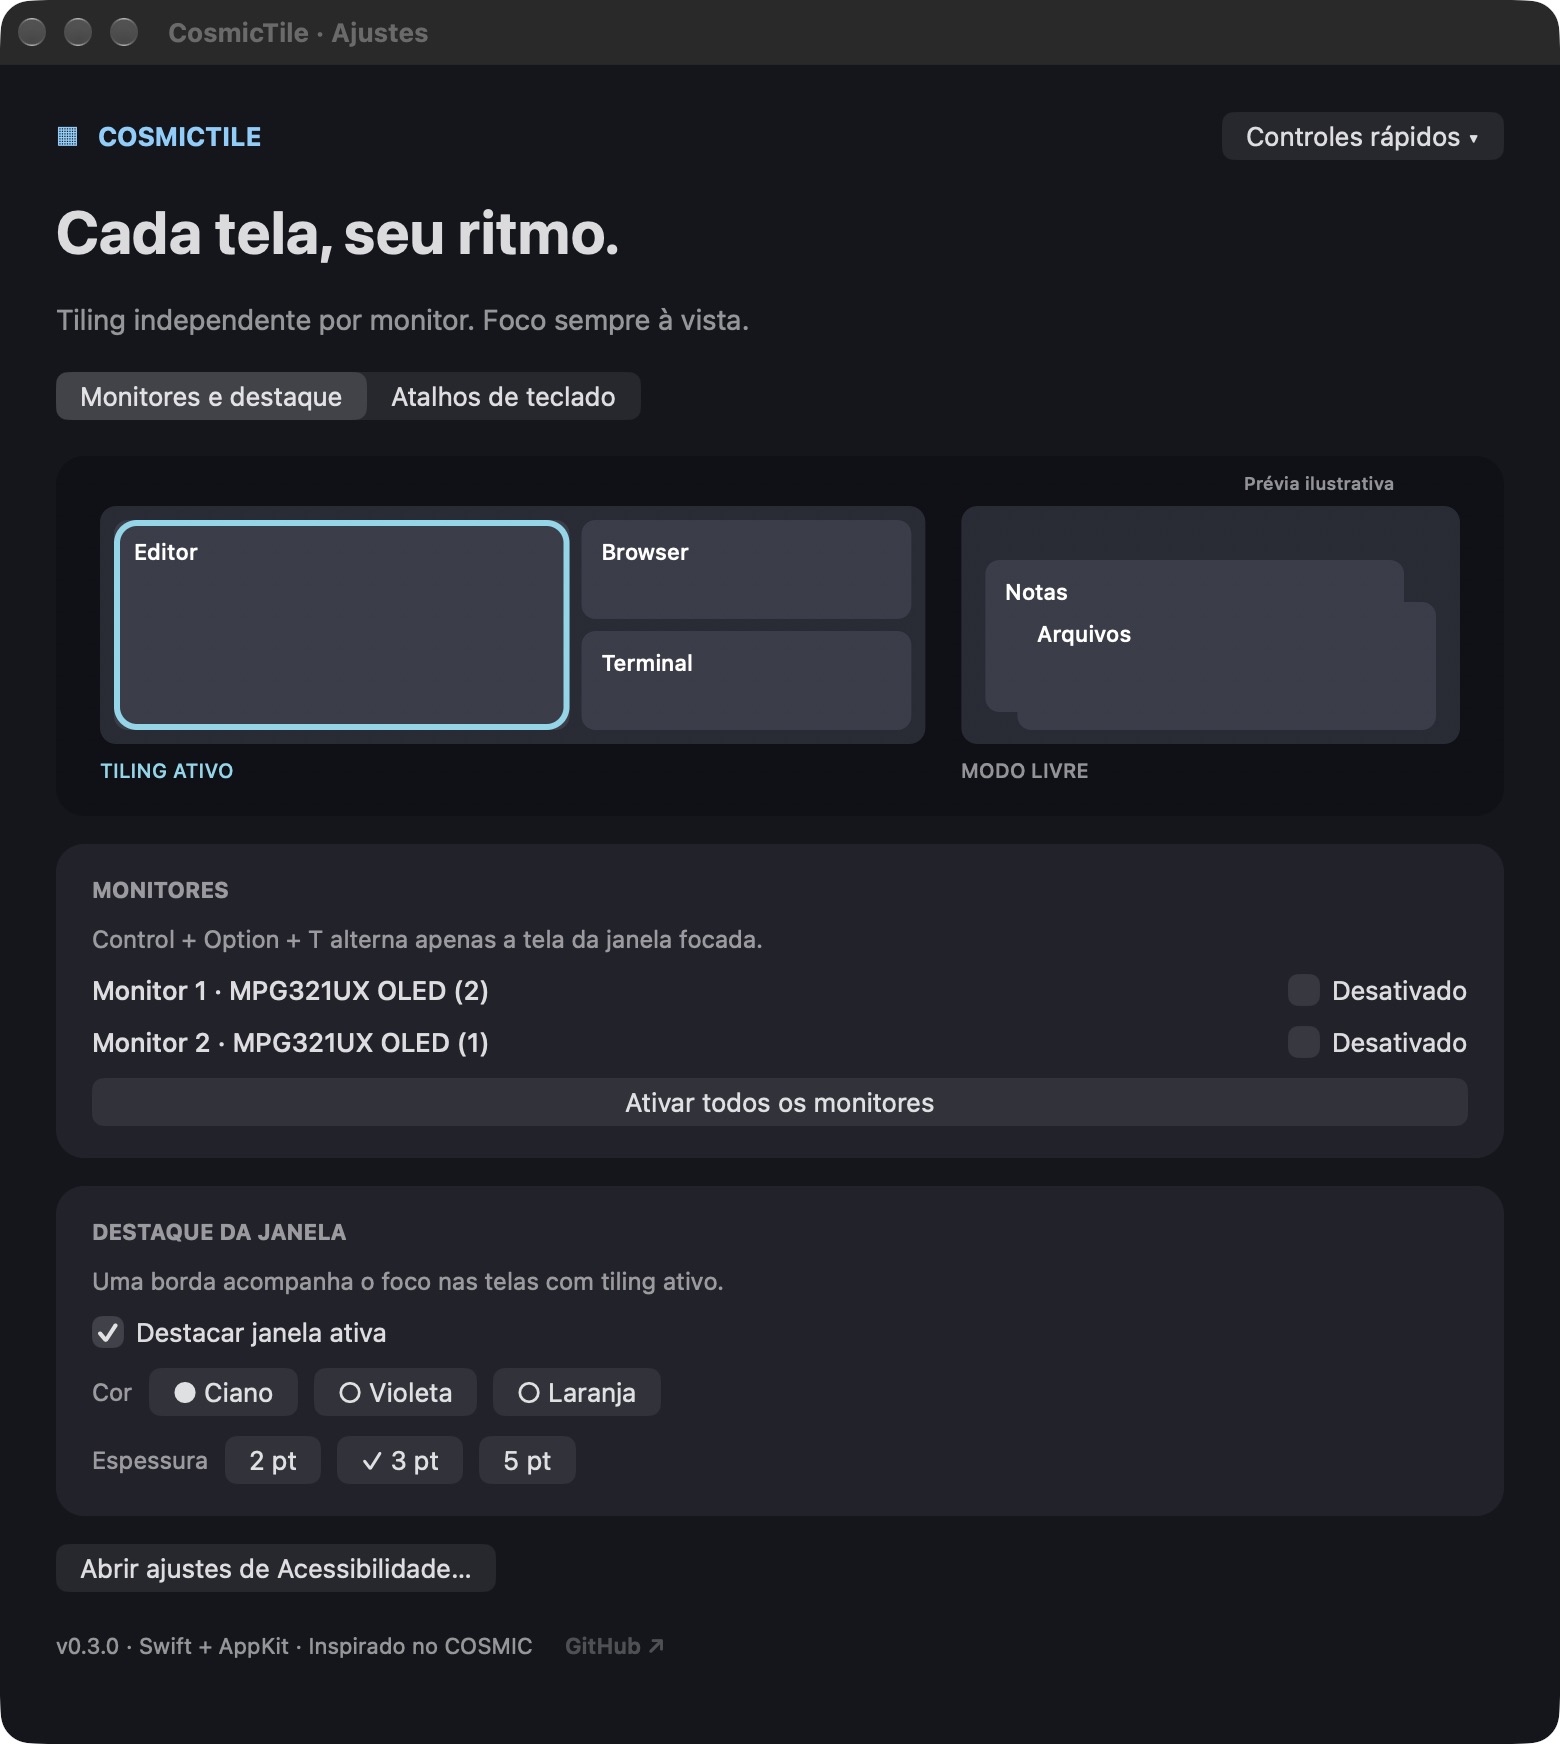 CosmicTile · Ajustes
COSMICTILE
Controles rápidos ▾
Cada tela, seu ritmo.
Tiling independente por monitor. Foco sempre à vista.
Monitores e destaque
Atalhos de teclado
Prévia ilustrativa
Editor
Browser
Terminal
Notas
Arquivos
TILING ATIVO
MODO LIVRE
MONITORES
Control + Option + T alterna apenas a tela da janela focada.
Monitor 1 · MPG321UX OLED (2)
Desativado
Monitor 2 · MPG321UX OLED (1)
Desativado
Ativar todos os monitores
DESTAQUE DA JANELA
Uma borda acompanha o foco nas telas com tiling ativo.
✓ Destacar janela ativa
Cor ● Ciano ○ Violeta ○ Laranja
Espessura 2 pt ✓ 3 pt 5 pt
Abrir ajustes de Acessibilidade...
v0.3.0 · Swift + AppKit · Inspirado no COSMIC GitHub ↗